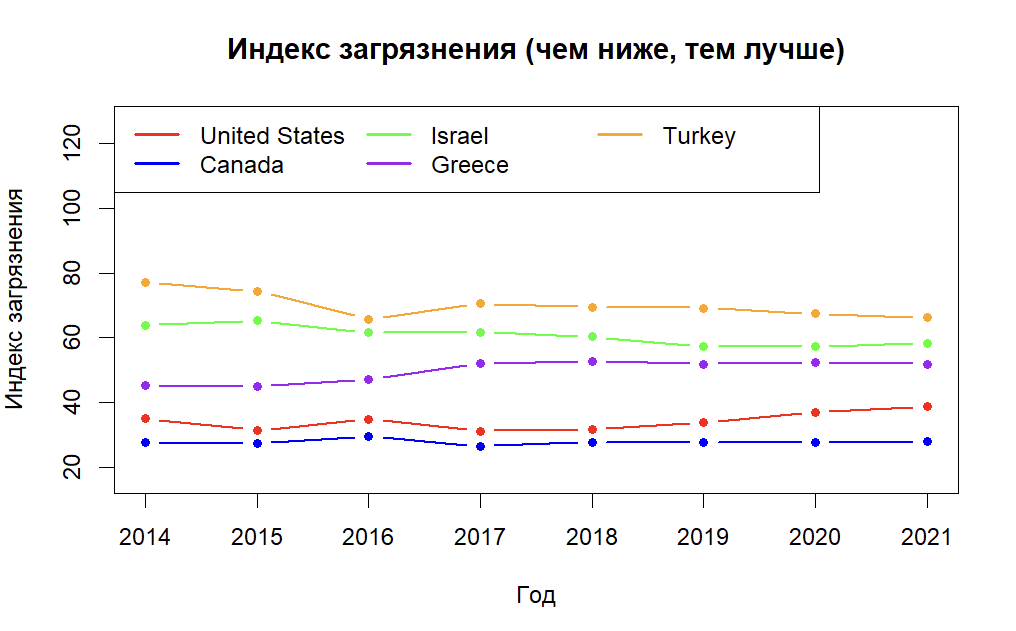 Индекс загрязнения (чем ниже, тем лучше)
United States Israel Turkey
Canada Greece
Индекс загрязнения
120
100
80
60
40
20
2014 2015 2016 2017 2018 2019 2020 2021
Год